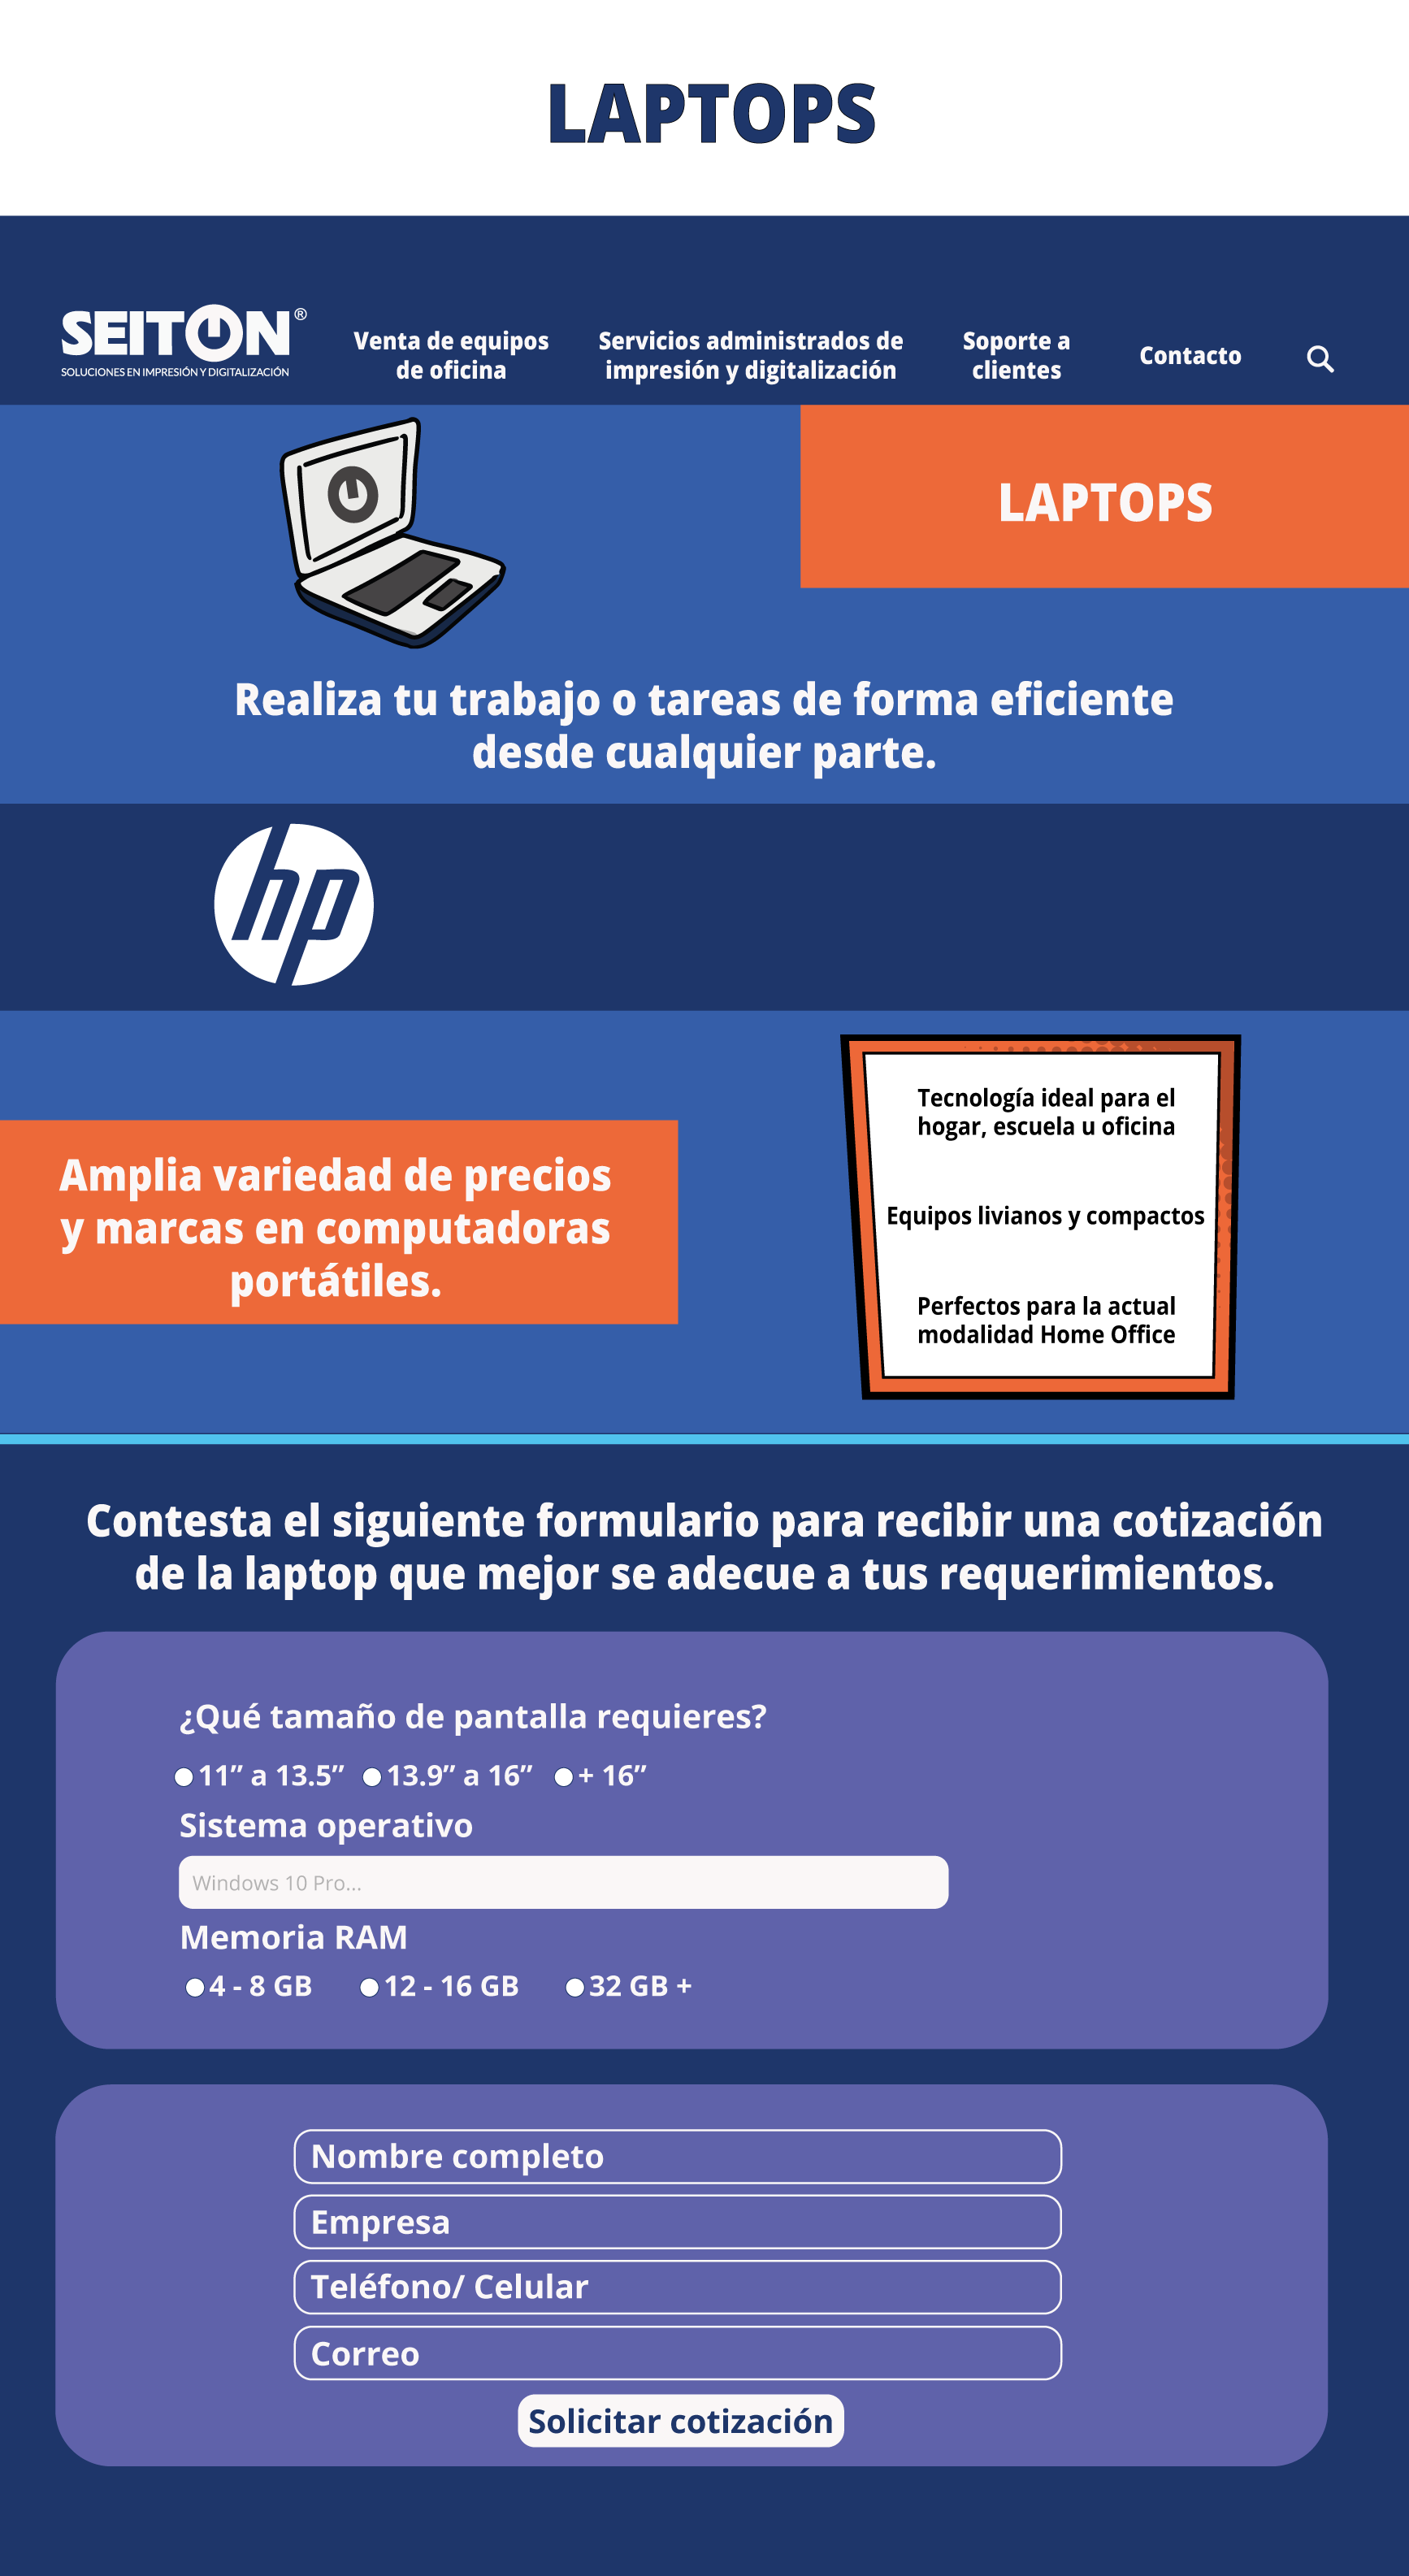 LAPTOPS
SEITON®
SOLUCIONES EN IMPRESIÓN Y DIGITALIZACIÓN
Venta de equipos
de oficina
Servicios administrados de
impresión y digitalización
Soporte a
clientes
Contacto
LAPTOPS
Realiza tu trabajo o tareas de forma eficiente
desde cualquier parte.
hp
Amplia variedad de precios
y marcas en computadoras
portátiles.
Tecnología ideal para el
hogar, escuela u oficina
Equipos livianos y compactos
Perfectos para la actual
modalidad Home Office
Contesta el siguiente formulario para recibir una cotización
de la laptop que mejor se adecue a tus requerimientos.
¿Qué tamaño de pantalla requieres?
11” a 13.5” 13.9” a 16” + 16”
Sistema operativo
Windows 10 Pro...
Memoria RAM
4 - 8 GB 12 - 16 GB 32 GB +
Nombre completo
Empresa
Teléfono/ Celular
Correo
Solicitar cotización